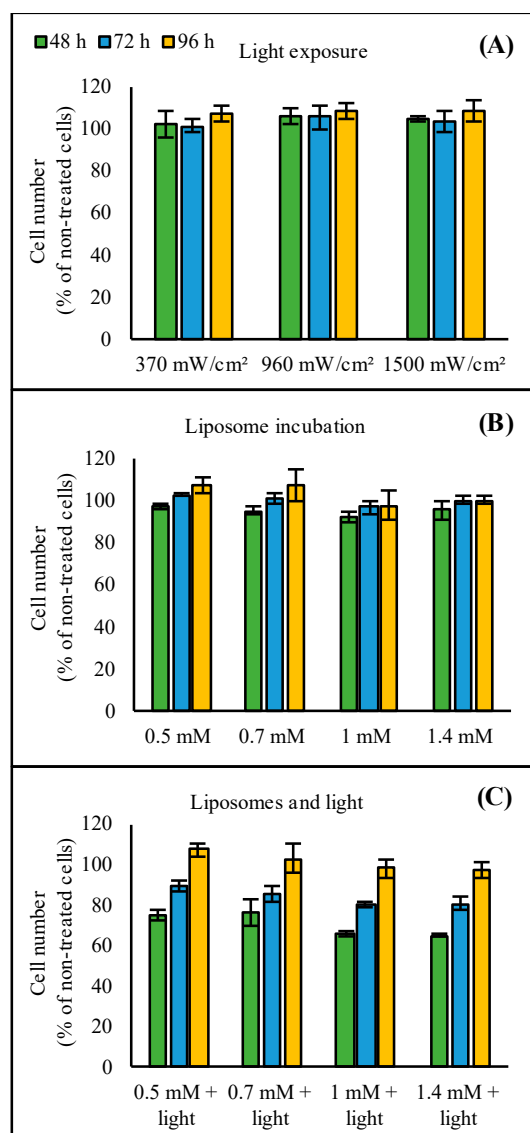 48 h 72 h 96 h
Light exposure
(A)
Cell number
(% of non-treated cells)
120
100
80
60
40
20
0
370 mW/cm² 960 mW/cm² 1500 mW/cm²
Liposome incubation
(B)
Cell number
(% of non-treated cells)
120
100
80
60
40
20
0
0.5 mM 0.7 mM 1 mM 1.4 mM
Liposomes and light
(C)
Cell number
(% of non-treated cells)
120
100
80
60
40
20
0
0.5 mM + 0.7 mM + 1 mM + 1.4 mM +
light light light light